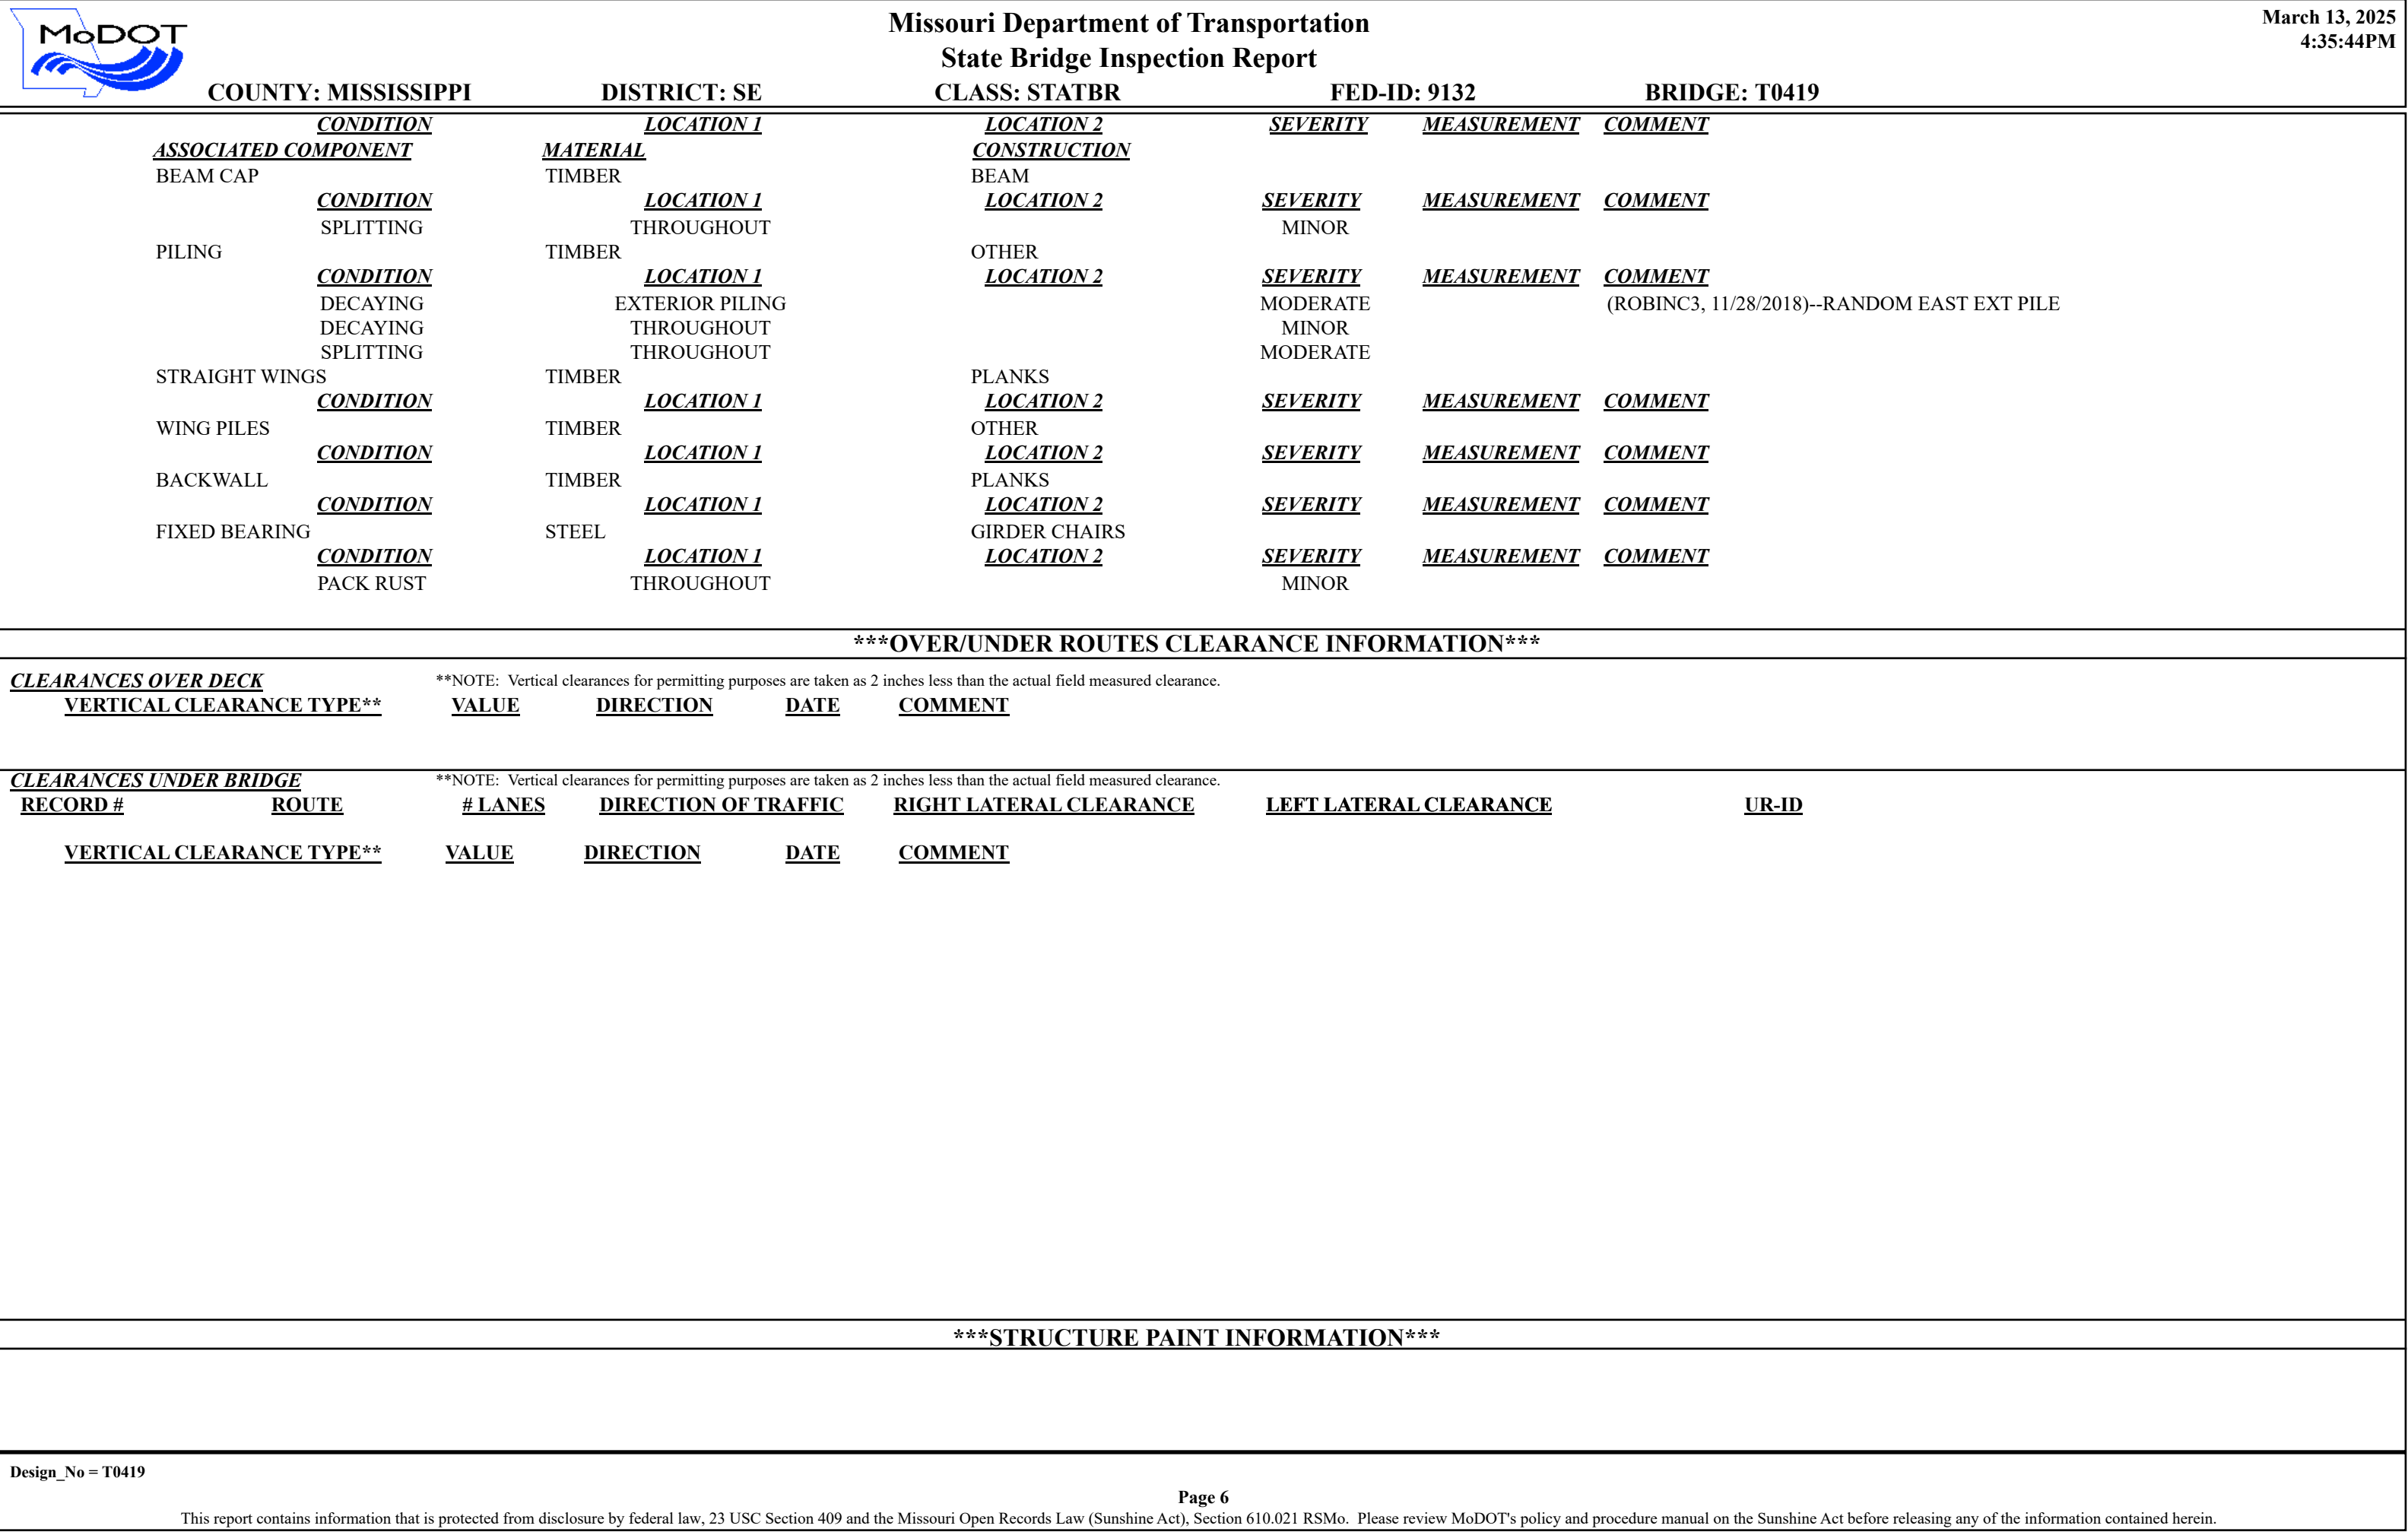 MoDOT
Missouri Department of Transportation
State Bridge Inspection Report
March 13, 2025
4:35:44PM
COUNTY: MISSISSIPPI DISTRICT: SE CLASS: STATBR FED-ID: 9132 BRIDGE: T0419
CONDITION LOCATION 1 LOCATION 2 SEVERITY MEASUREMENT COMMENT
ASSOCIATED COMPONENT MATERIAL CONSTRUCTION
BEAM CAP TIMBER BEAM
CONDITION LOCATION 1 LOCATION 2 SEVERITY MEASUREMENT COMMENT
SPLITTING THROUGHOUT MINOR
PILING TIMBER OTHER
CONDITION LOCATION 1 LOCATION 2 SEVERITY MEASUREMENT COMMENT
DECAYING EXTERIOR PILING MODERATE (ROBINC3, 11/28/2018)--RANDOM EAST EXT PILE
DECAYING THROUGHOUT MINOR
SPLITTING THROUGHOUT MODERATE
STRAIGHT WINGS TIMBER PLANKS
CONDITION LOCATION 1 LOCATION 2 SEVERITY MEASUREMENT COMMENT
WING PILES TIMBER OTHER
CONDITION LOCATION 1 LOCATION 2 SEVERITY MEASUREMENT COMMENT
BACKWALL TIMBER PLANKS
CONDITION LOCATION 1 LOCATION 2 SEVERITY MEASUREMENT COMMENT
FIXED BEARING STEEL GIRDER CHAIRS
CONDITION LOCATION 1 LOCATION 2 SEVERITY MEASUREMENT COMMENT
PACK RUST THROUGHOUT MINOR
***OVER/UNDER ROUTES CLEARANCE INFORMATION***
CLEARANCES OVER DECK **NOTE: Vertical clearances for permitting purposes are taken as 2 inches less than the actual field measured clearance.
VERTICAL CLEARANCE TYPE** VALUE DIRECTION DATE COMMENT
CLEARANCES UNDER BRIDGE **NOTE: Vertical clearances for permitting purposes are taken as 2 inches less than the actual field measured clearance.
RECORD # ROUTE # LANES DIRECTION OF TRAFFIC RIGHT LATERAL CLEARANCE LEFT LATERAL CLEARANCE UR-ID
VERTICAL CLEARANCE TYPE** VALUE DIRECTION DATE COMMENT
***STRUCTURE PAINT INFORMATION***
Design_No = T0419
Page 6
This report contains information that is protected from disclosure by federal law, 23 USC Section 409 and the Missouri Open Records Law (Sunshine Act), Section 610.021 RSMo. Please review MoDOT's policy and procedure manual on the Sunshine Act before releasing any of the information contained herein.